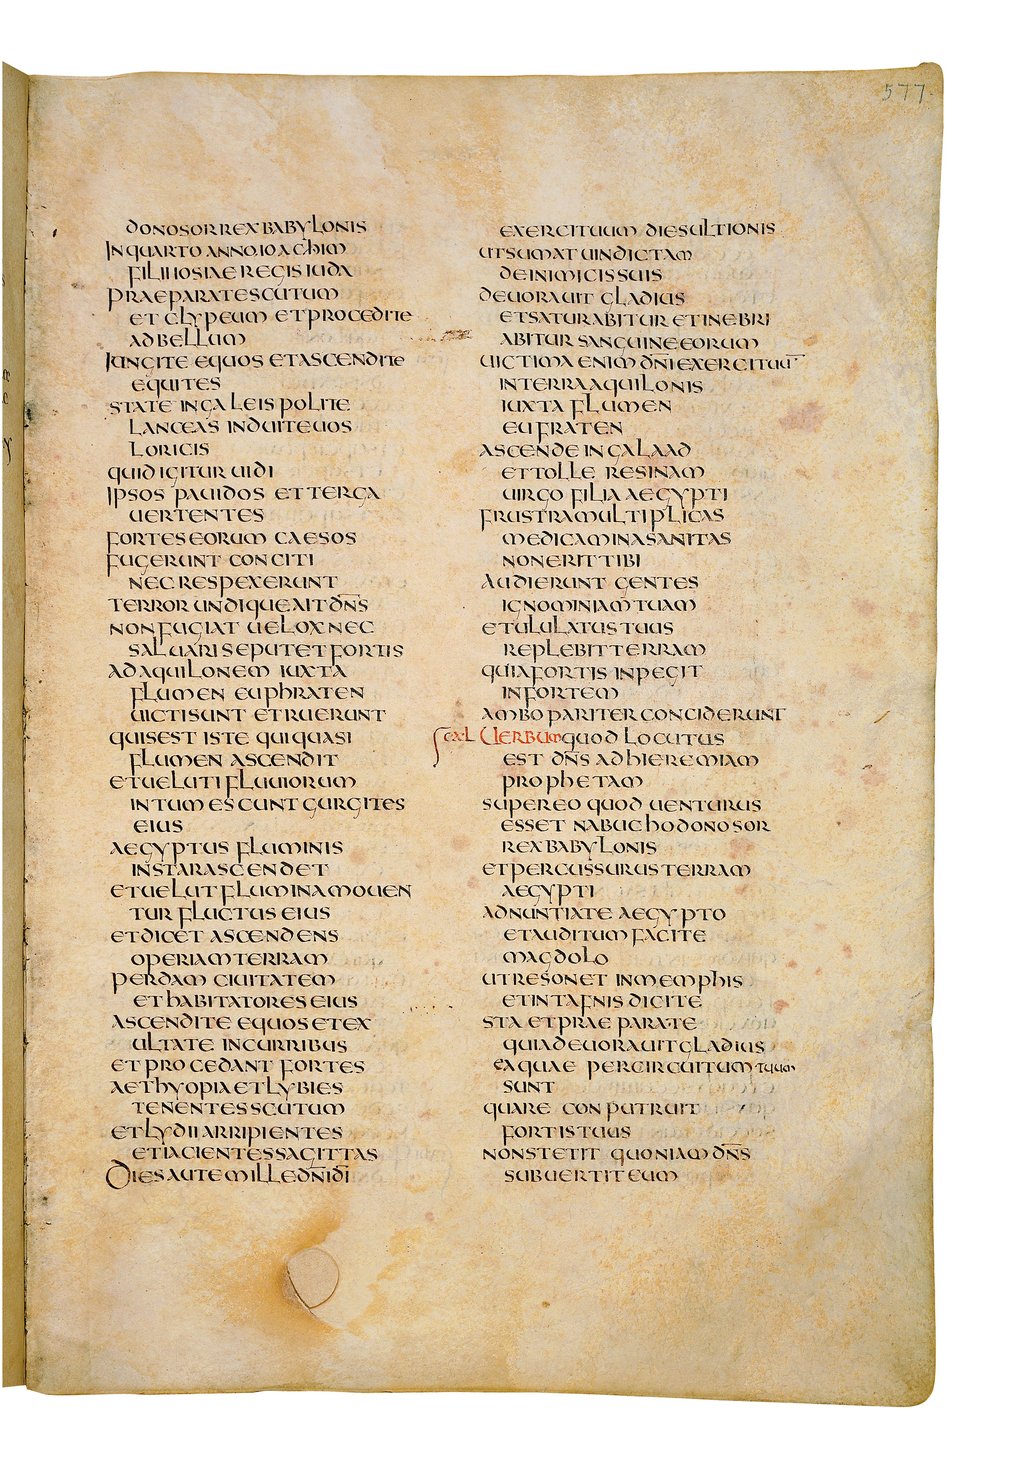 577
DONOSOR REX BABYLONIS
IN QUARTO ANNO IOACHIM
FILII IOSIAE REGIS IUDA
PRAEPARATE SCUTUM
ET CLYPEUM ET PROCEDITE
AD BELLUM
IUNGITE EQUOS ET ASCENDITE
EQUITES
STATE IN GALEIS POLITE
LANCEAS INDUITE UOS
LORICIS
QUID IGITUR UIDI
IPSOS PAUIDOS ET TERGA
UERTENTES
FORTES EORUM CAESOS
FUGERUNT CONCITI
NEC RESPEXERUNT
TERROR UNDIQUE AIT DN̅S
NON FUGIAT UELOX NEC
SALUARI SE PUTET FORTIS
AD AQUILONEM IUXTA
FLUMEN EUPHRATEN
UICTI SUNT ET RUERUNT
QUIS EST ISTE QUI QUASI
FLUMEN ASCENDIT
ET UELUTI FLUUIORUM
INTUMESCUNT GURGITES
EIUS
AEGYPTUS FLUMINIS
INSTAR ASCENDET
ET UELUT FLUMINA MOUEN
TUR FLUCTUS EIUS
ET DICET ASCENDENS
OPERIAM TERRAM
PERDAM CIUITATEM
ET HABITATORES EIUS
ASCENDITE EQUOS ET EX
ULTATE IN CURRIBUS
ET PROCEDANT FORTES
AETHYOPIA ET LYBIES
TENENTES SCUTUM
ET LYDII ARRIPIENTES
ET IACIENTES SAGITTAS
DIES AUTEM ILLE DN̅I D̅I
EXERCITUUM DIES ULTIONIS
UT SUMAT UINDICTAM
DE INIMICIS SUIS
DEUORAUIT GLADIUS
ET SATURABITUR ET INEBRI
ABITUR SANGUINE EORUM
UICTIMA ENIM DN̅I EXERCITUU̅
IN TERRA AQUILONIS
IUXTA FLUMEN
EUFRATEN
ASCENDE IN GALAAD
ET TOLLE RESINAM
UIRGO FILIA AEGYPTI
FRUSTRA MULTIPLICAS
MEDICAMINA SANITAS
NON ERIT TIBI
AUDIERUNT GENTES
IGNOMINIAM TUAM
ET ULULATUS TUUS
REPLEBIT TERRAM
QUIA FORTIS INPEGIT
IN FORTEM
AMBO PARITER CONCIDERUNT
UERBUM QUOD LOCUTUS
EST DN̅S AD HIEREMIAM
PROPHETAM
SUPER EO QUOD UENTURUS
ESSET NABUCHODONOSOR
REX BABYLONIS
ET PERCUSSURUS TERRAM
AEGYPTI
ADNUNTIATE AEGYPTO
ET AUDITUM FACITE
MAGDOLO
UT RESONET IN MEMPHIS
ET IN TAFNIS DICITE
STA ET PRAEPARA TE
QUIA DEUORAUIT GLADIUS
EA QUAE PER CIRCUITUM TUUM
SUNT
QUARE CONPUTRUIT
FORTIS TUUS
NON STETIT QUONIAM DN̅S
SUBUERTIT EUM